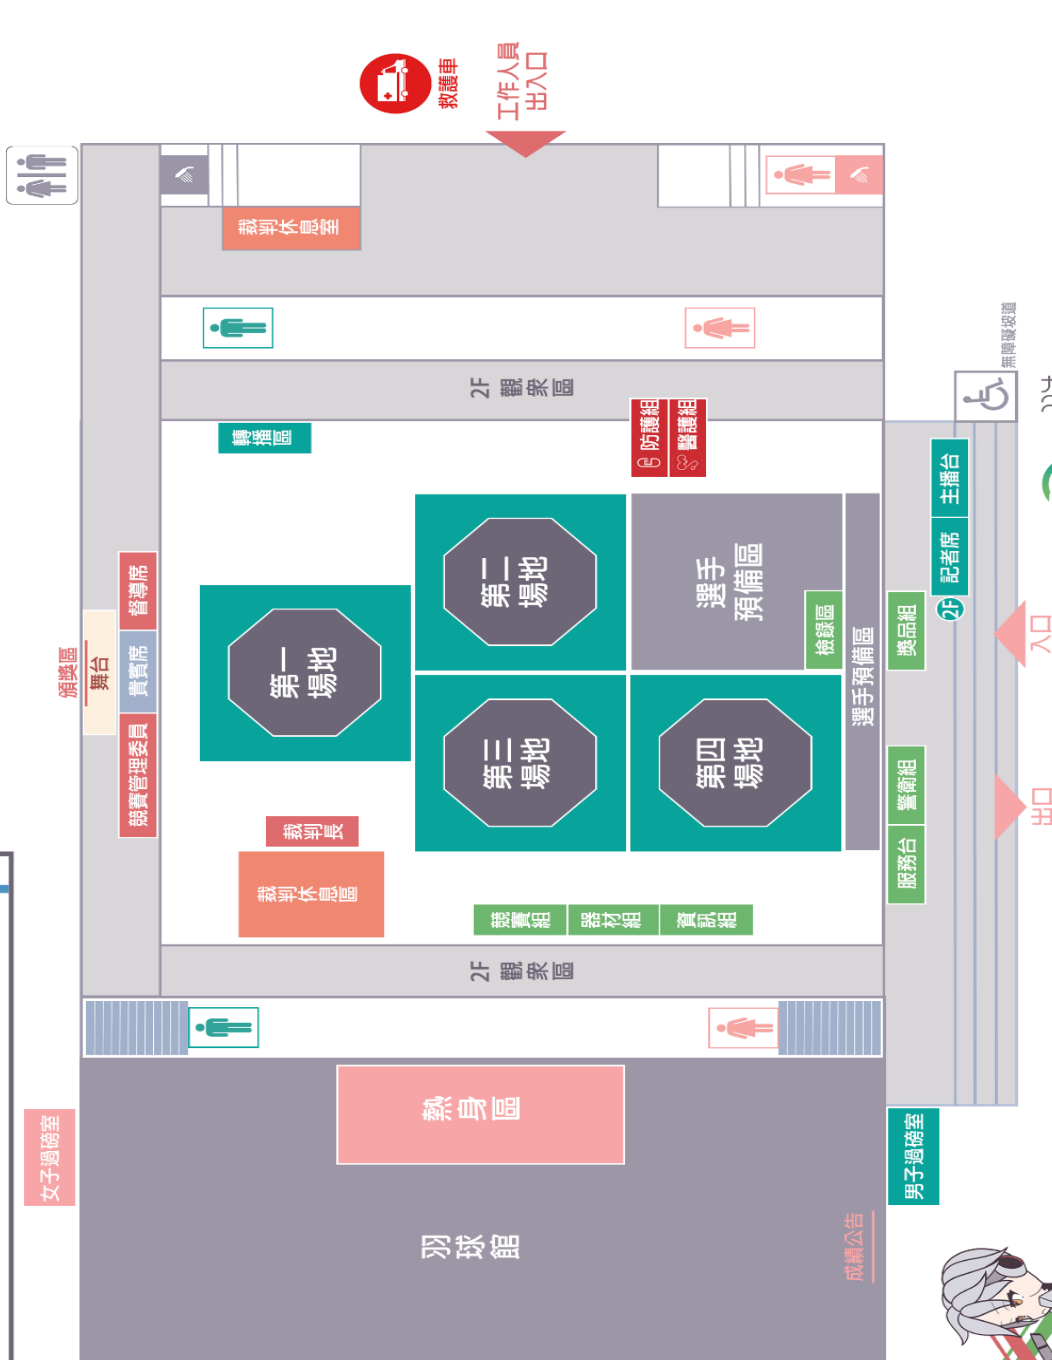 救護車
工作人員
出入口
裁判休息室
無障礙坡道
2F 觀衆區
轉播區
防護組
醫護組
主播台
記者席
2F
第二
場地
選手
預備區
檢錄區
選手預備區
獎品組
入口
督導席
貴賓席
競賽管理委員
頒獎區
舞台
第一
場地
第三
場地
第四
場地
警衛組
服務台
出口
裁判長
裁判休息區
競賽組
器材組
資訊組
2F 觀衆區
熱身區
女子過磅室
男子過磅室
羽球館
成績公告